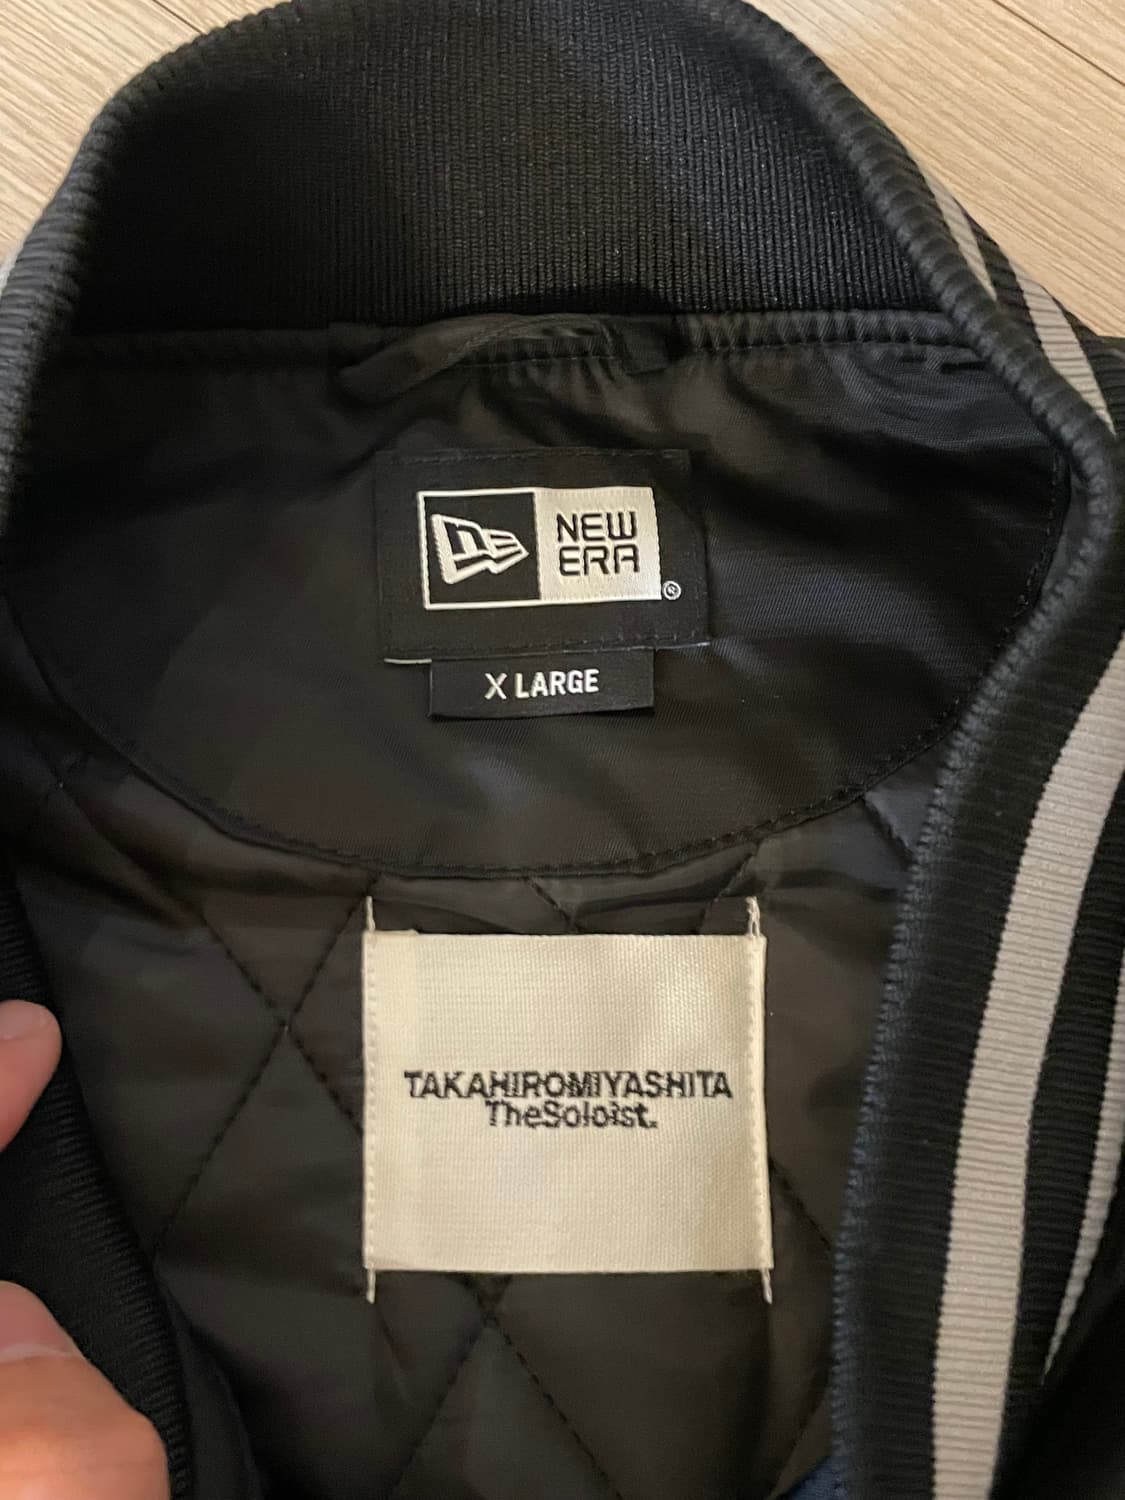 NEW
ERA
®
X LARGE
TAKAHIROMIYASHITA
TheSoloist.